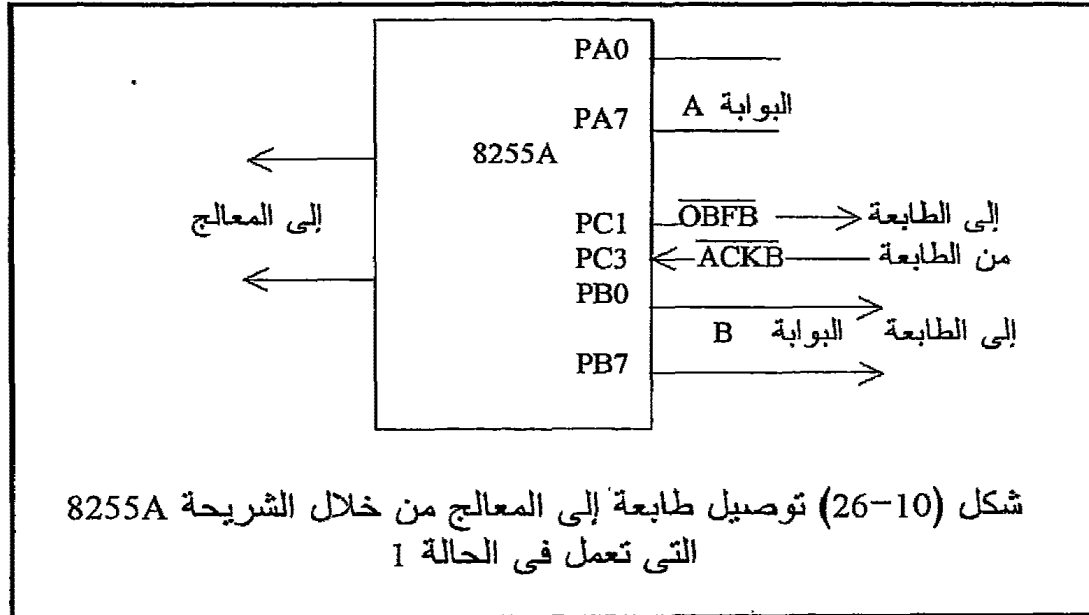 PA0
البوابة A
PA7
8255A
إلى المعالج
PC1 OBFB إلى الطابعة
PC3 ACKB من الطابعة
PB0
B البوابة إلى الطابعة
PB7
شكل (10-26) توصيل طابعة إلى المعالج من خلال الشريحة 8255A
التى تعمل فى الحالة 1